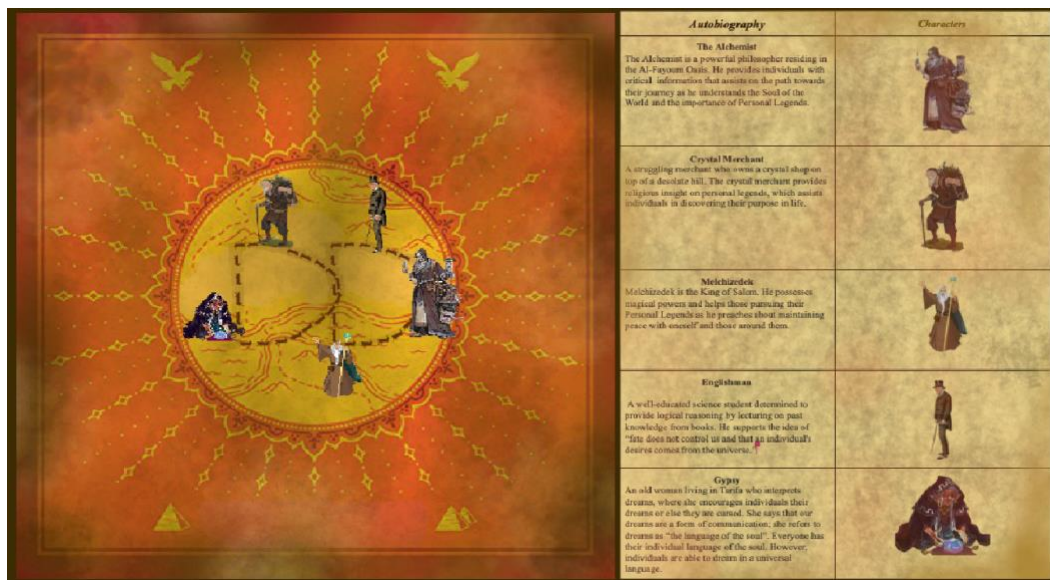 Autobiography
Characters
The Alchemist
The Alchemist is a powerful philosopher residing in
the Al-Fayoum Oasis. He provides individuals with
critical information that assists on the path towards
their journey as he understands the Soul of the
World and the importance of Personal Legends.
Crystal Merchant
A struggling merchant who owns a crystal shop on
top of a desolate hill. The crystal merchant provides
religious insight on personal legends, which assists
individuals in discovering their purpose in life.
Melchizedek
Melchizedek is the King of Salem. He possesses
magical powers and helps those pursuing their
Personal Legends as he preaches about maintaining
peace with oneself and those around them.
Englishman
A well-educated science student determined to
provide logical reasoning by lecturing on past
knowledge from books. He supports the idea of
"fate does not control us and that an individual's
desires comes from the universe."
Gypsy
An old woman living in Tarifa who interprets
dreams, where she encourages individuals their
dreams or else they are cursed. She says that our
dreams are a form of communication; she refers to
dreams as "the language of the soul". Everyone has
their individual language of the soul. However,
individuals are able to dream in a universal
language.